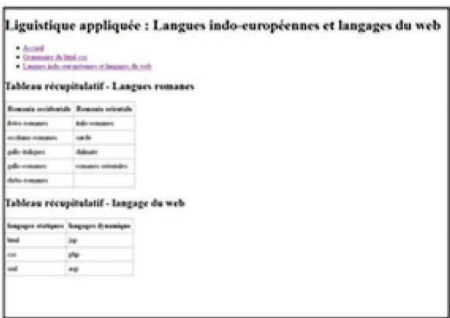 Liguistique appliquée : Langues indo-européennes et langages du web
Accueil
Grammaire du html css
Langues indo-européennes et langages du web
Tableau récupitulatif - Langues romanes
Romania occidentale Romania orientale
ibéro-romanes italo-romanes
occitano-romanes sarde
gallo-italiques dalmate
gallo-romanes romanes orientales
rhéto-romanes
Tableau récupitulatif - langage du web
langages statiques langages dynamique
html jsp
css php
xml asp